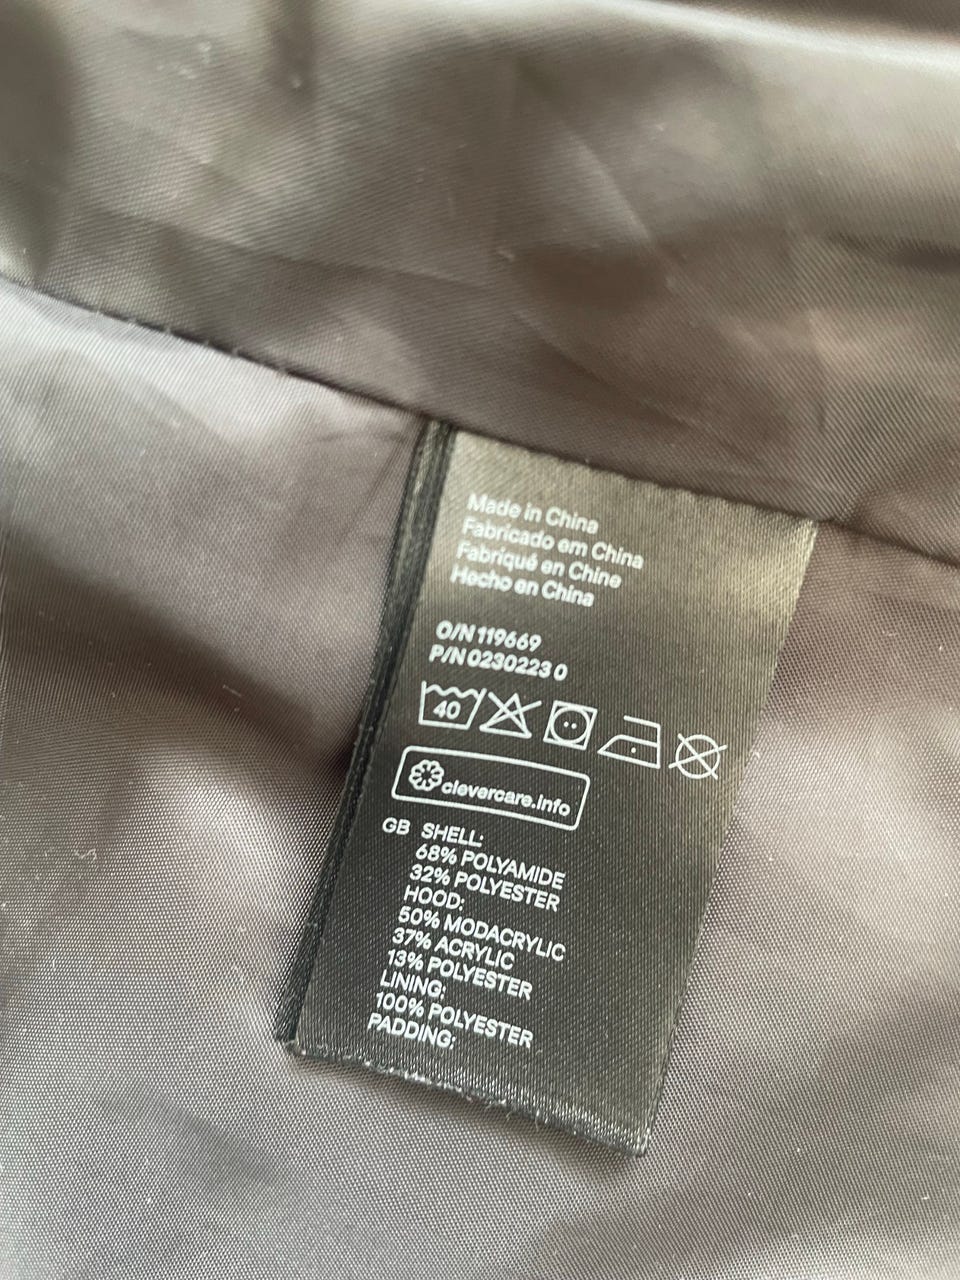 Made in China
Fabricado em China
Fabriqué en Chine
Hecho en China
O/N 119669
P/N 0230223 0
40
clevercare.info
GB SHELL:
68% POLYAMIDE
32% POLYESTER
HOOD:
50% MODACRYLIC
37% ACRYLIC
13% POLYESTER
LINING:
100% POLYESTER
PADDING: